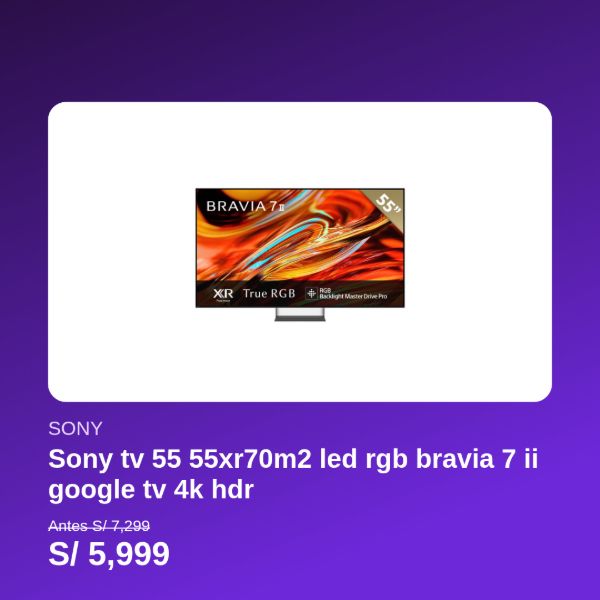 BRAVIA 7 II
55”
XR
True RGB
RGB
Backlight Master Drive Pro
SONY
Sony tv 55 55xr70m2 led rgb bravia 7 ii
google tv 4k hdr
Antes S/ 7,299
S/ 5,999